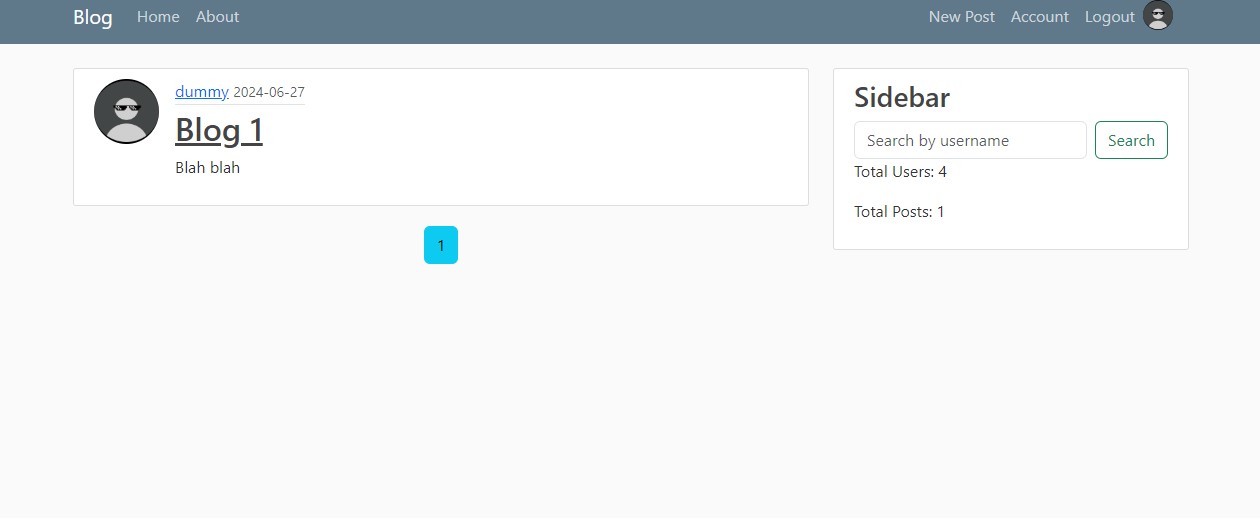 Blog Home About New Post Account Logout
dummy 2024-06-27
Blog 1
Blah blah
1
Sidebar
Search by username Search
Total Users: 4
Total Posts: 1